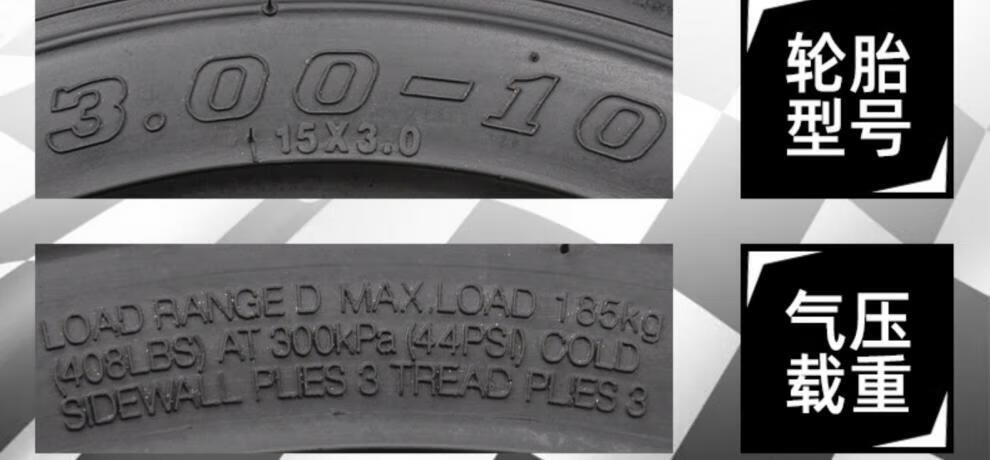 3.00-10
15X3.0
轮胎
型号
LOAD RANGE D MAX.LOAD 185kg
(408LBS) AT 300kPa (44PSI) COLD
SIDEWALL PLIES 3 TREAD PLIES 3
气压
载重